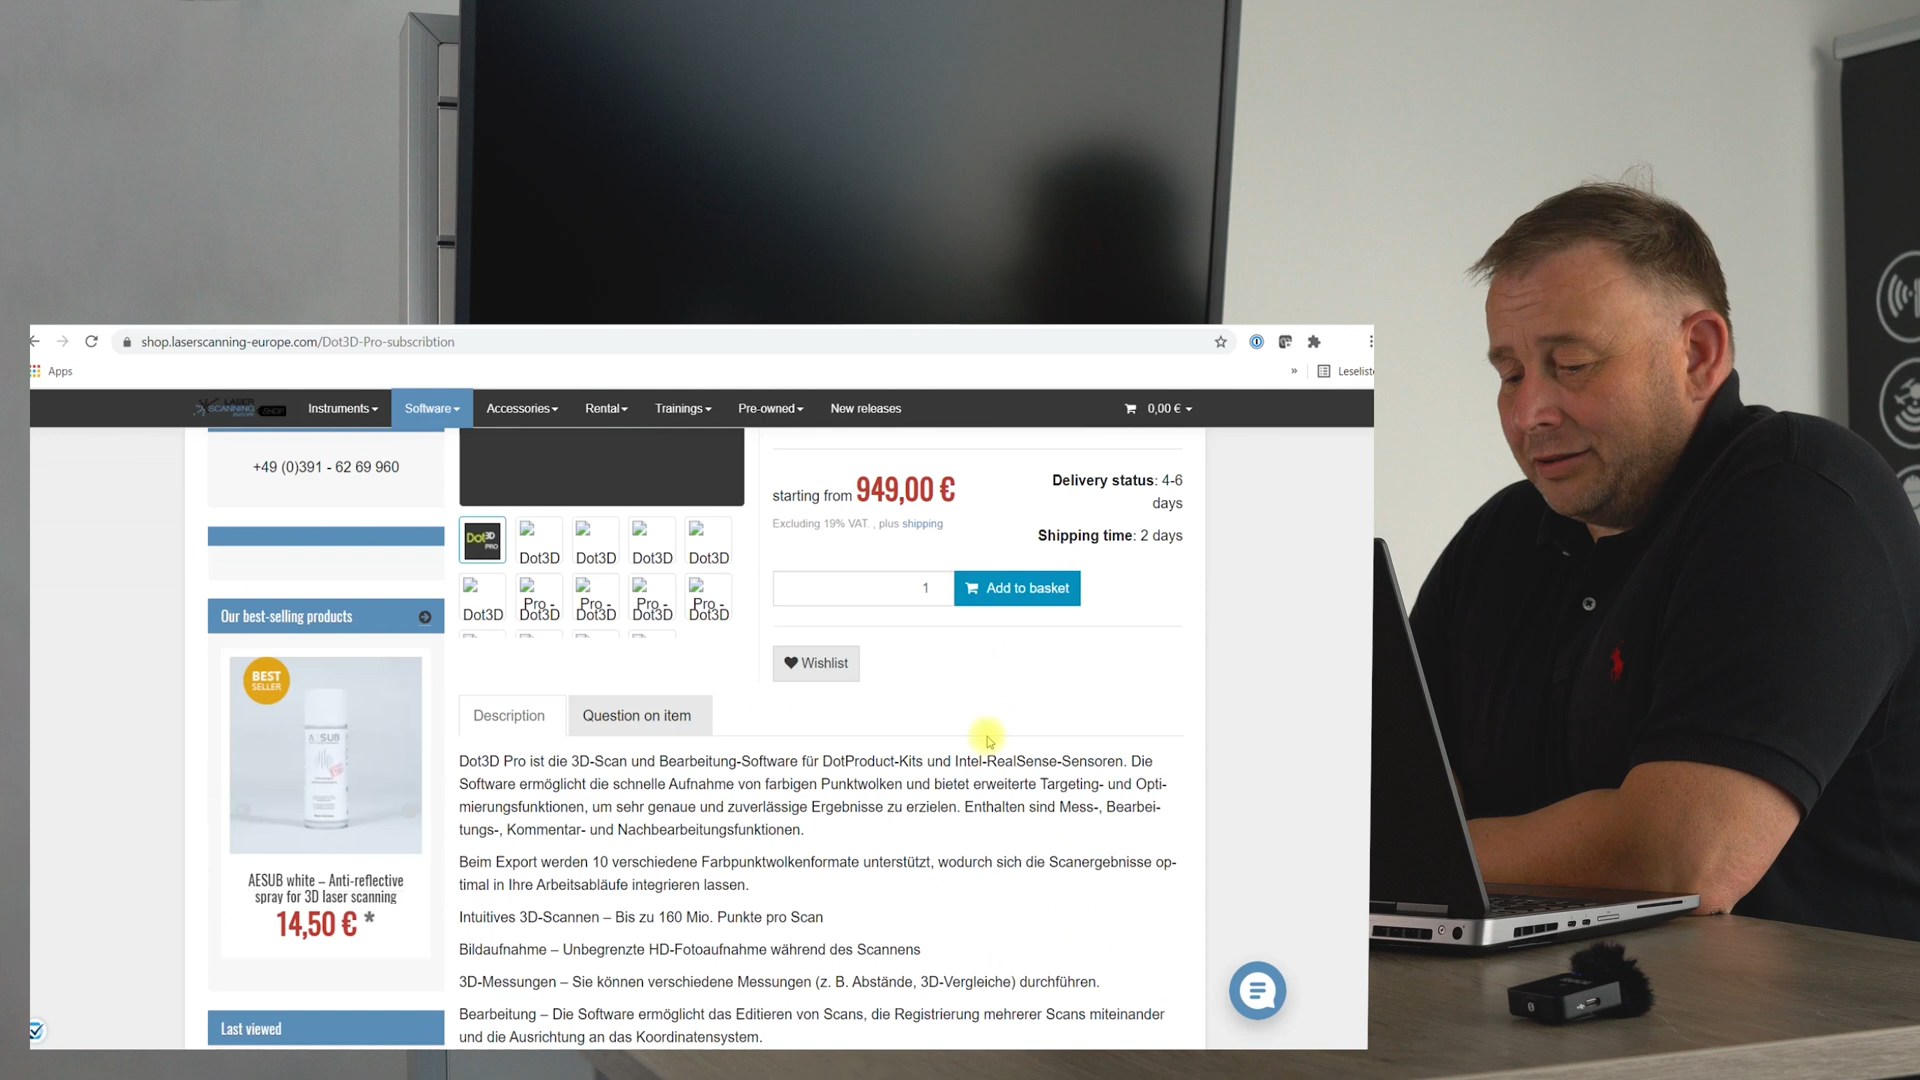 shop.laserscanning-europe.com/Dot3D-Pro-subscribtion
Apps
»
Leseliste
LASER SCANNING EUROPE SHOP
Instruments
Software
Accessories
Rental
Trainings
Pre-owned
New releases
0,00 €
+49 (0)391 - 62 69 960
starting from 949,00 €
Excluding 19% VAT. , plus shipping
Delivery status: 4-6
days
Shipping time: 2 days
Dot3D PRO
Dot3D
Dot3D
Dot3D
Dot3D
Dot3D
Pro -
Dot3D
Pro -
Dot3D
Pro -
Dot3D
Pro -
Dot3D
1
Add to basket
Wishlist
Our best-selling products
BEST
SELLER
AESUB
AESUB white – Anti-reflective
spray for 3D laser scanning
14,50 € *
Last viewed
Description
Question on item
Dot3D Pro ist die 3D-Scan und Bearbeitung-Software für DotProduct-Kits und Intel-RealSense-Sensoren. Die
Software ermöglicht die schnelle Aufnahme von farbigen Punktwolken und bietet erweiterte Targeting- und Opti-
mierungsfunktionen, um sehr genaue und zuverlässige Ergebnisse zu erzielen. Enthalten sind Mess-, Bearbei-
tungs-, Kommentar- und Nachbearbeitungsfunktionen.
Beim Export werden 10 verschiedene Farbpunktwolkenformate unterstützt, wodurch sich die Scanergebnisse op-
timal in Ihre Arbeitsabläufe integrieren lassen.
Intuitives 3D-Scannen – Bis zu 160 Mio. Punkte pro Scan
Bildaufnahme – Unbegrenzte HD-Fotoaufnahme während des Scannens
3D-Messungen – Sie können verschiedene Messungen (z. B. Abstände, 3D-Vergleiche) durchführen.
Bearbeitung – Die Software ermöglicht das Editieren von Scans, die Registrierung mehrerer Scans miteinander
und die Ausrichtung an das Koordinatensystem.